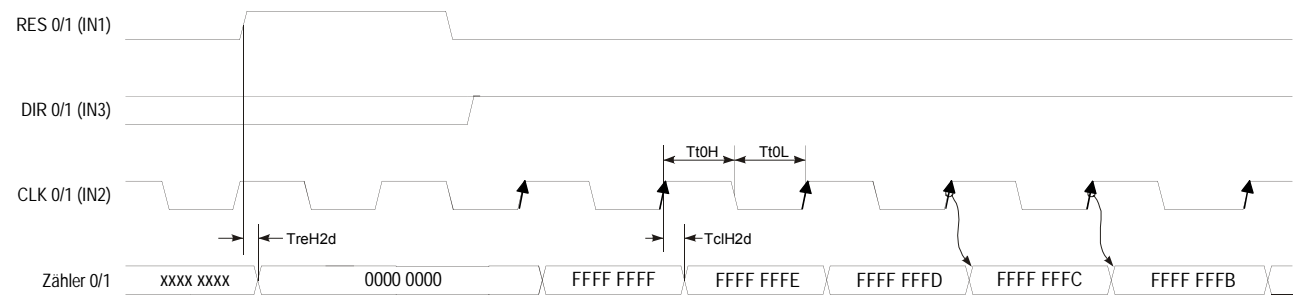 RES 0/1 (IN1)
DIR 0/1 (IN3)
Tt0H Tt0L
CLK 0/1 (IN2)
TreH2d TclH2d
Zähler 0/1 xxxx xxxx 0000 0000 FFFF FFFF FFFF FFFE FFFF FFFD FFFF FFFC FFFF FFFB